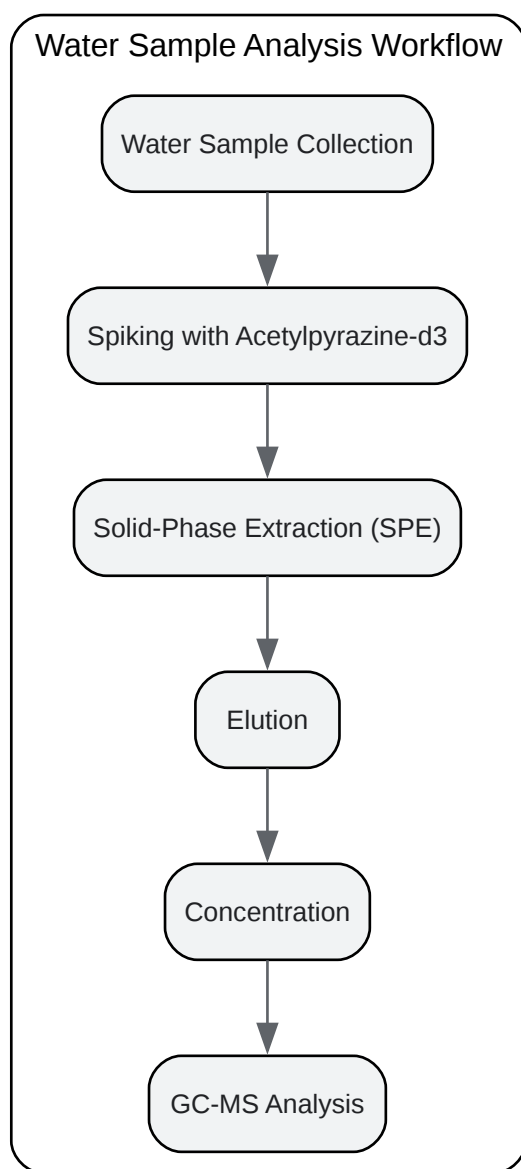 Water Sample Analysis Workflow
Water Sample Collection
Spiking with Acetylpyrazine-d3
Solid-Phase Extraction (SPE)
Elution
Concentration
GC-MS Analysis